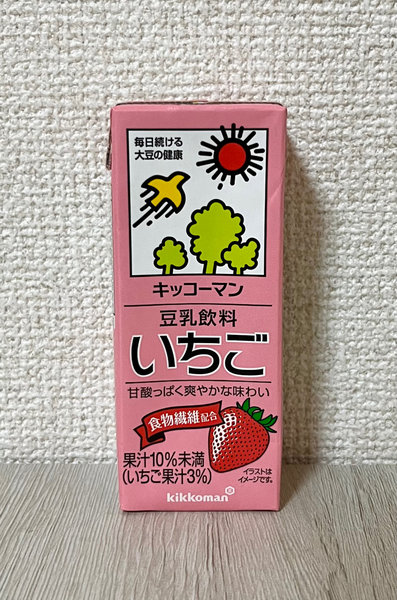 毎日続ける
大豆の健康
キッコーマン
豆乳飲料
いちご
甘酸っぱく爽やかな味わい
食物繊維配合
果汁10%未満
(いちご果汁3%)
イラストは
イメージです。
kikkoman